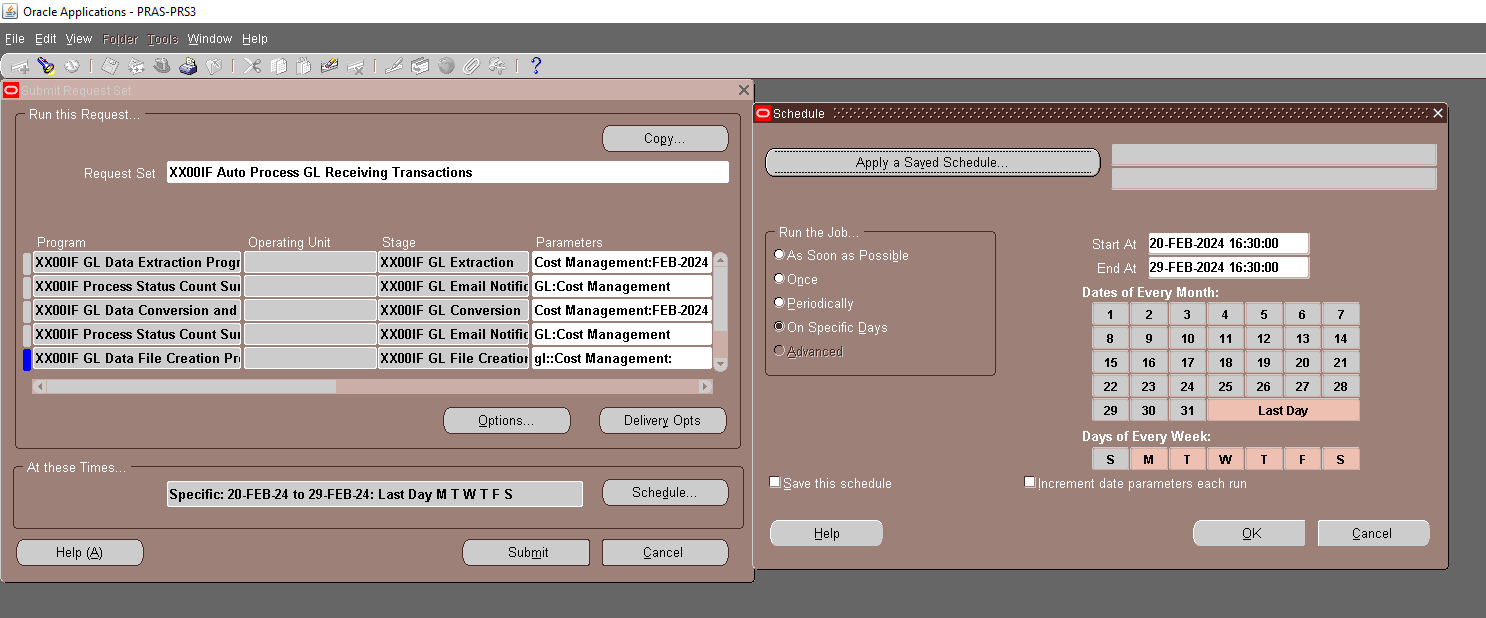 Oracle Applications - PRAS-PRS3
File Edit View Folder Tools Window Help
Submit Request Set
Run this Request...
Copy...
Request Set XX00IF Auto Process GL Receiving Transactions
Program Operating Unit Stage Parameters
XX00IF GL Data Extraction Progr XX00IF GL Extraction Cost Management:FEB-2024
XX00IF Process Status Count Sur XX00IF GL Email Notific GL:Cost Management
XX00IF GL Data Conversion and XX00IF GL Conversion Cost Management:FEB-2024
XX00IF Process Status Count Sur XX00IF GL Email Notific GL:Cost Management
XX00IF GL Data File Creation Pr XX00IF GL File Creation gl::Cost Management:
Options... Delivery Opts
At these Times...
Specific: 20-FEB-24 to 29-FEB-24: Last Day M T W T F S Schedule...
Help (A) Submit Cancel
Schedule
Apply a Saved Schedule...
Run the Job...
As Soon as Possible
Once
Periodically
On Specific Days
Advanced
Start At 20-FEB-2024 16:30:00
End At 29-FEB-2024 16:30:00
Dates of Every Month:
1 2 3 4 5 6 7
8 9 10 11 12 13 14
15 16 17 18 19 20 21
22 23 24 25 26 27 28
29 30 31 Last Day
Days of Every Week:
S M T W T F S
Save this schedule Increment date parameters each run
Help OK Cancel